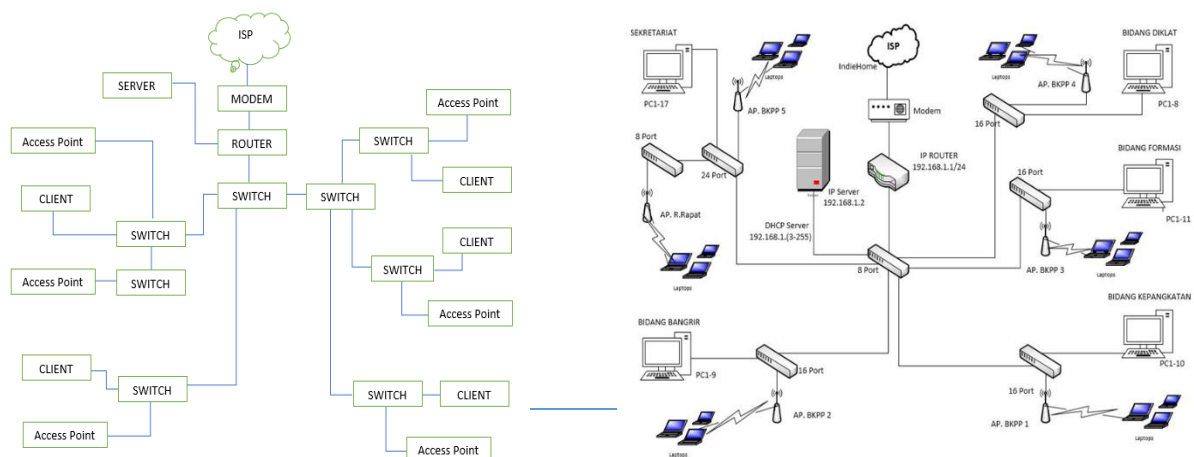 ISP
SERVER
MODEM
Access Point
Access Point
SWITCH
ROUTER
CLIENT
CLIENT
SWITCH
SWITCH
SWITCH
CLIENT
Access Point
SWITCH
SWITCH
Access Point
CLIENT
SWITCH
SWITCH
CLIENT
Access Point
Access Point
SEKRETARIAT
PC1-17
Laptops
AP. BKPP 5
8 Port
24 Port
AP. R.Rapat
Laptops
ISP
IndieHome
Modem
IP ROUTER
192.168.1.1/24
IP Server
192.168.1.2
DHCP Server
192.168.1.(3-255)
8 Port
BIDANG DIKLAT
Laptops
AP. BKPP 4
PC1-8
16 Port
BIDANG FORMASI
16 Port
PC1-11
AP. BKPP 3
Laptops
BIDANG BANGRIR
PC1-9
16 Port
AP. BKPP 2
Laptops
BIDANG KEPANGKATAN
PC1-10
16 Port
AP. BKPP 1
Laptops